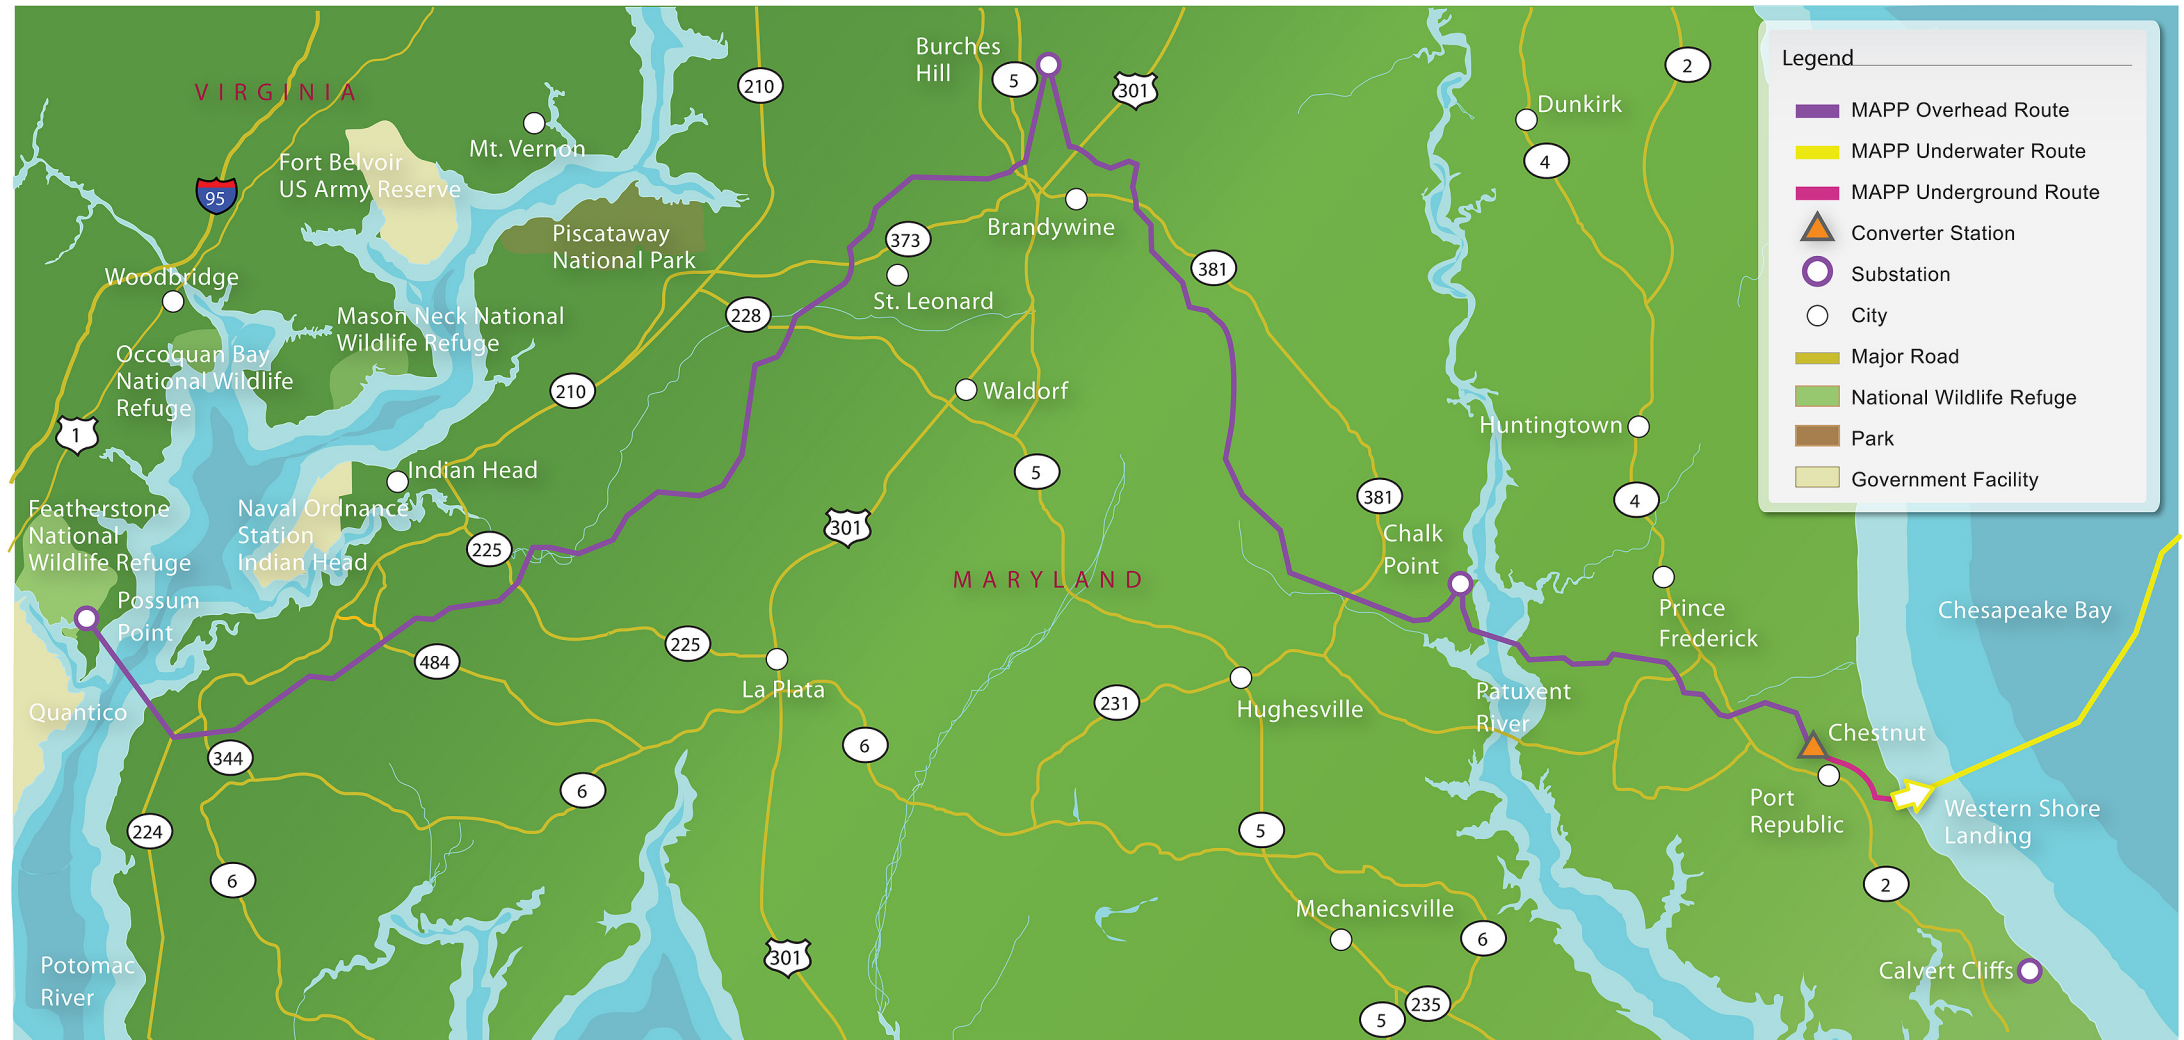 VIRGINIA
95
Fort Belvoir
US Army Reserve
Mt. Vernon
210
Burches
Hill
5
301
Dunkirk
4
2
Legend
MAPP Overhead Route
MAPP Underwater Route
MAPP Underground Route
Converter Station
Substation
City
Major Road
National Wildlife Refuge
Park
Government Facility
Piscataway
National Park
373
Brandywine
381
Woodbridge
St. Leonard
228
Mason Neck National
Wildlife Refuge
Occoquan Bay
National Wildlife
Refuge
210
Waldorf
1
Huntingtown
Indian Head
5
381
4
Featherstone
National
Wildlife Refuge
Naval Ordnance
Station
Indian Head
225
301
Chalk
Point
MARYLAND
Possum
Point
Prince
Frederick
Chesapeake Bay
484
225
La Plata
Quantico
231
Hughesville
Patuxent
River
Chestnut
344
6
6
Port
Republic
Western Shore
Landing
224
5
6
2
Mechanicsville
6
Potomac
River
301
Calvert Cliffs
235
5